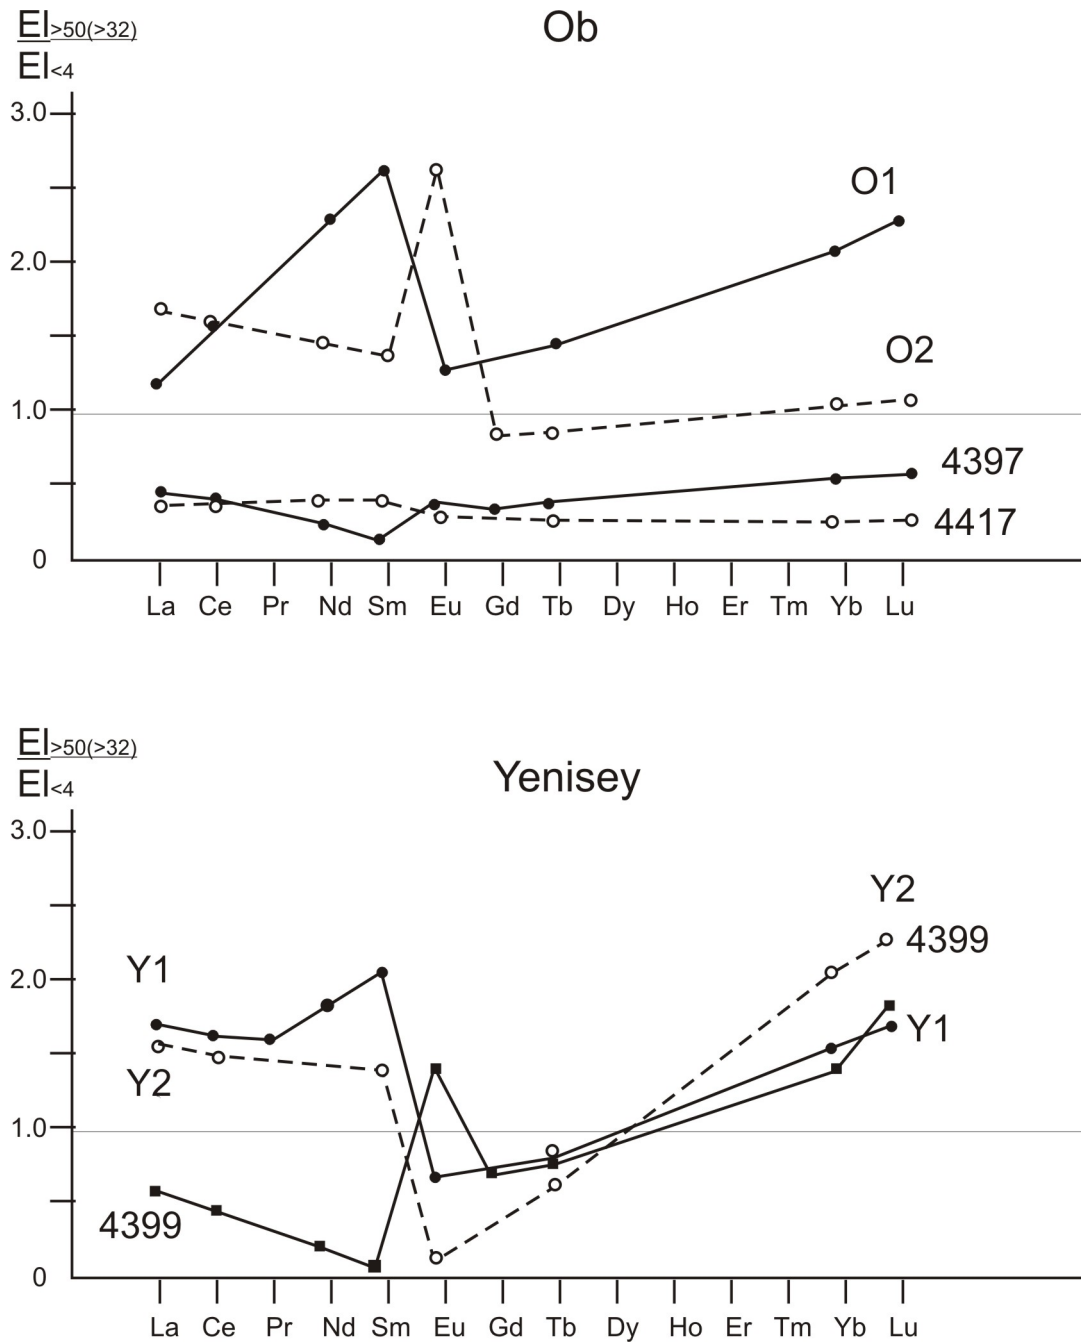 El>50(>32)
El<4
Ob
3.0
2.0
1.0
0
O1
O2
4397
4417
La Ce Pr Nd Sm Eu Gd Tb Dy Ho Er Tm Yb Lu
El>50(>32)
El<4
Yenisey
3.0
2.0
1.0
0
Y1
Y2
4399
Y2
4399
Y1
La Ce Pr Nd Sm Eu Gd Tb Dy Ho Er Tm Yb Lu